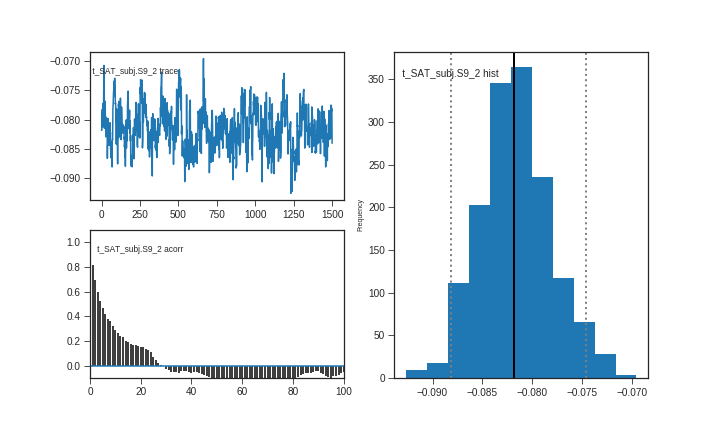 −0.070
t_SAT_subj.S9_2 trace
−0.075
−0.080
−0.085
−0.090
0 250 500 750 1000 1250 1500
1.0
t_SAT_subj.S9_2 acorr
0.8
0.6
0.4
0.2
0.0
0 20 40 60 80 100
350
t_SAT_subj.S9_2 hist
300
250
200
Frequency
150
100
50
0
−0.090 −0.085 −0.080 −0.075 −0.070